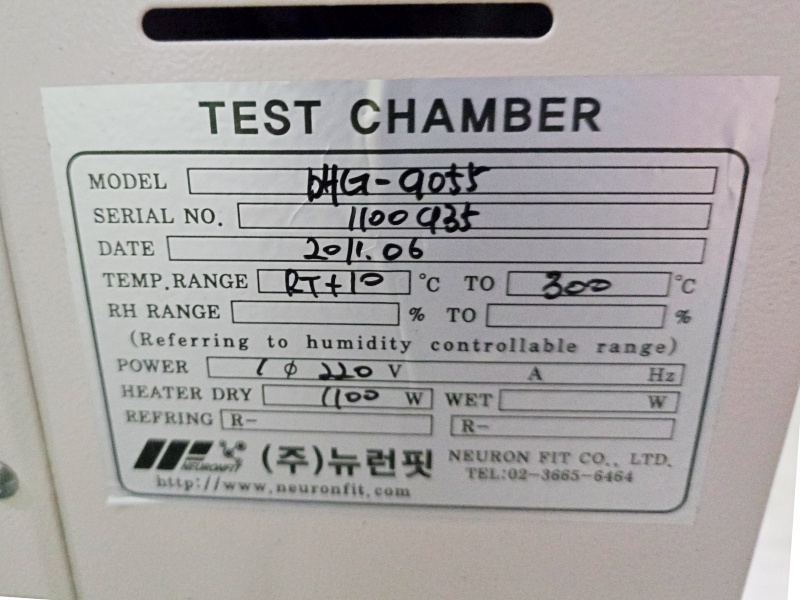 TEST CHAMBER
MODEL DHG-9055
SERIAL NO. 1100935
DATE 2011.06
TEMP.RANGE RT+10 °C TO 300 °C
RH RANGE % TO %
(Referring to humidity controllable range)
POWER 1 φ 220 V A Hz
HEATER DRY 1100 W WET W
REFRING R- R-
NEURONFIT (주)뉴런핏 NEURON FIT CO., LTD.
TEL:02-3665-6464
http://www.neuronfit.com